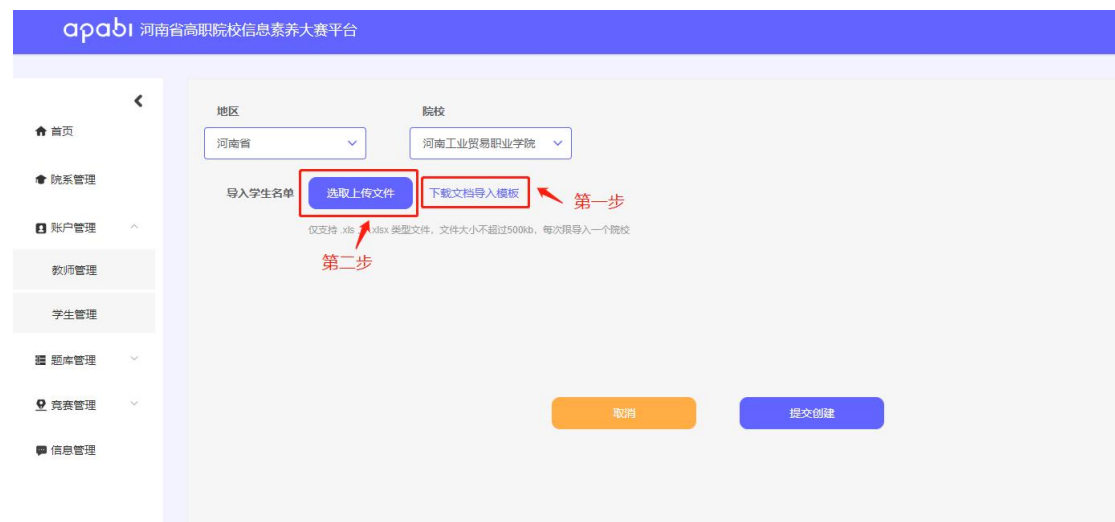 apabi 河南省高职院校信息素养大赛平台
首页
院系管理
账户管理
教师管理
学生管理
题库管理
竞赛管理
信息管理
地区 院校
河南省 河南工业贸易职业学院
导入学生名单 选取上传文件 下载文档导入模板 第一步
仅支持 .xls .xlsx 类型文件，文件大小不超过500kb，每次限导入一个院校
第二步
取消 提交创建